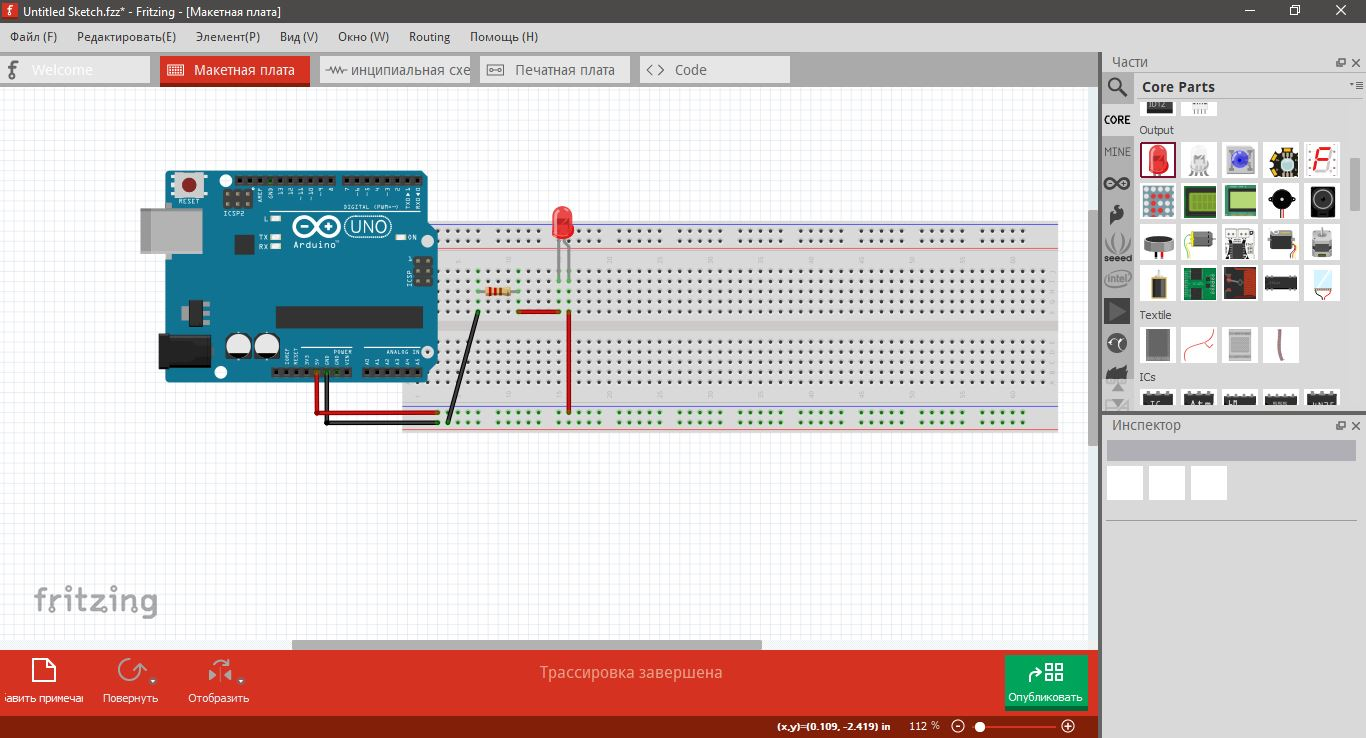 Untitled Sketch.fzz* - Fritzing - [Макетная плата]
Файл (F) Редактировать(E) Элемент(P) Вид (V) Окно (W) Routing Помощь (H)
Welcome Макетная плата инципиальная схе Печатная плата Code
Части
Core Parts
CORE
MINE
seeed
intel
Output
Textile
ICs
RESET
ICSP2
AREF
GND
13
12
~11
~10
~9
8
7
~6
~5
4
~3
2
TX0▶1
RX0◀0
DIGITAL (PWM=~)
L
TX
RX
UNO
Arduino™
ON
ICSP
IOREF
RESET
3V3
5V
GND
GND
VIN
POWER
ANALOG IN
A0
A1
A2
A3
A4
A5
Инспектор
fritzing
авить примечан
Повернуть
Отобразить
Трассировка завершена
Опубликовать
(x,y)=(0.109, -2.419) in 112 %